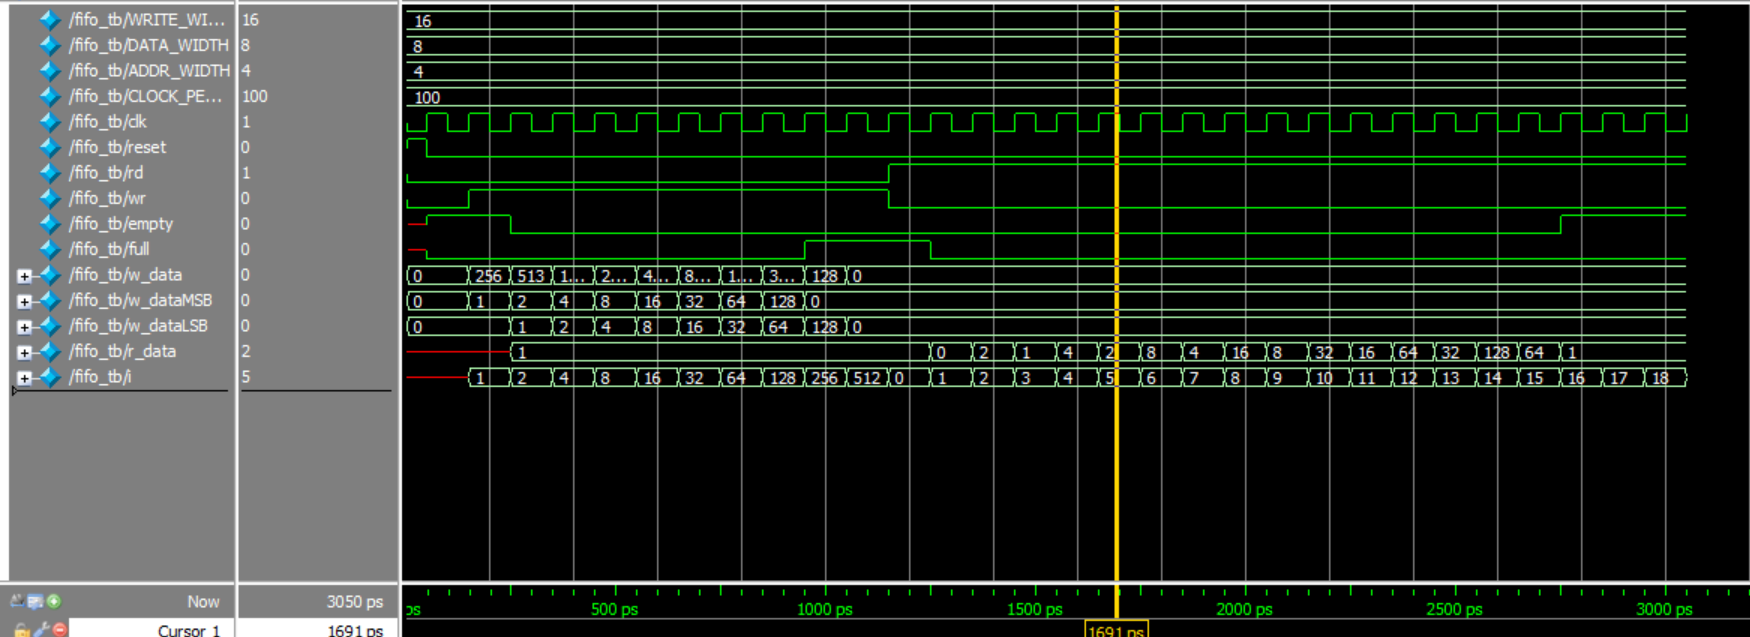 /fifo_tb/WRITE_WI... 16 16
/fifo_tb/DATA_WIDTH 8 8
/fifo_tb/ADDR_WIDTH 4 4
/fifo_tb/CLOCK_PE... 100 100
/fifo_tb/clk 1
/fifo_tb/reset 0
/fifo_tb/rd 1
/fifo_tb/wr 0
/fifo_tb/empty 0
/fifo_tb/full 0
/fifo_tb/w_data 0 0 256 513 1... 2... 4... 8... 1... 3... 128 0
/fifo_tb/w_dataMSB 0 0 1 2 4 8 16 32 64 128 0
/fifo_tb/w_dataLSB 0 0 1 2 4 8 16 32 64 128 0
/fifo_tb/r_data 2 1 0 2 1 4 2 8 4 16 8 32 16 64 32 128 64 1
/fifo_tb/i 5 1 2 4 8 16 32 64 128 256 512 0 1 2 3 4 5 6 7 8 9 10 11 12 13 14 15 16 17 18
Now 3050 ps ps 500 ps 1000 ps 1500 ps 2000 ps 2500 ps 3000 ps
Cursor 1 1691 ps 1691 ps